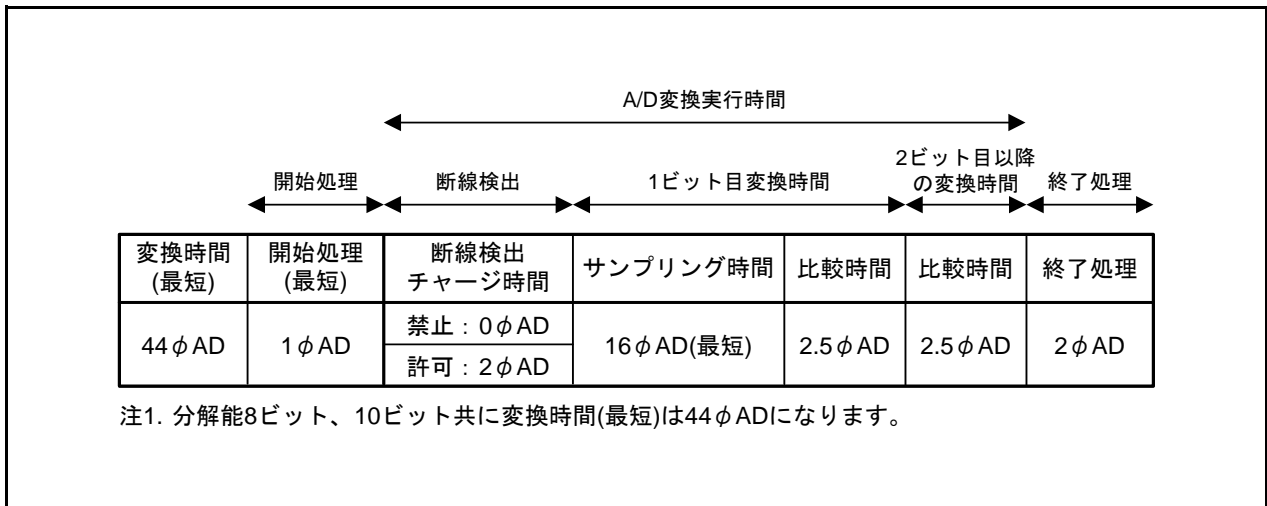 A/D変換実行時間
開始処理
断線検出
1ビット目変換時間
2ビット目以降
の変換時間
終了処理
変換時間
(最短)
開始処理
(最短)
断線検出
チャージ時間
サンプリング時間
比較時間
比較時間
終了処理
44φAD
1φAD
禁止：0φAD
許可：2φAD
16φAD(最短)
2.5φAD
2.5φAD
2φAD
注1. 分解能8ビット、10ビット共に変換時間(最短)は44φADになります。